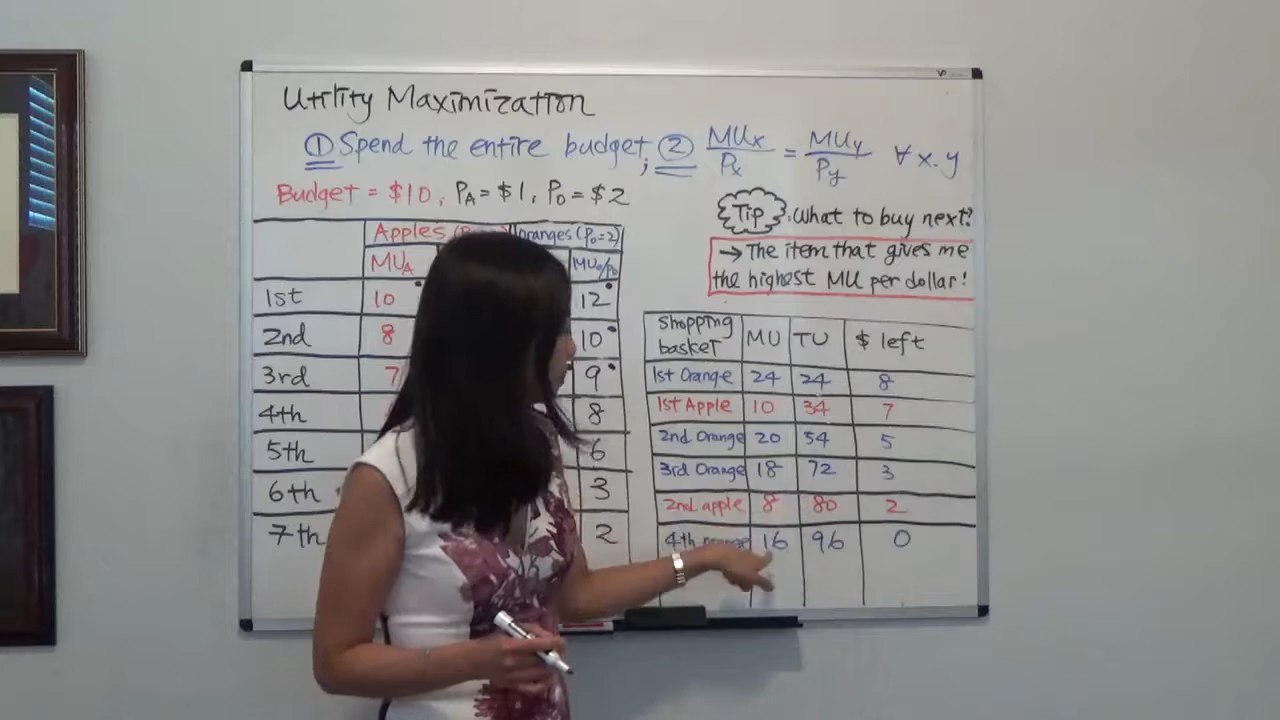 Utility Maximization
① Spend the entire budget; ② MUx/Px = MUy/Py ∀ x.y
Budget = $10, PA = $1, Po = $2
Tip: What to buy next?
→ The item that gives me
the highest MU per dollar!
Apples Oranges (Po=2)
MUA MUo/Po
1st 10 12
2nd 8 10
3rd 7 9
4th 8
5th 6
6th 3
7th 2
Shopping basket MU TU $ left
1st Orange 24 24 8
1st Apple 10 34 7
2nd Orange 20 54 5
3rd Orange 18 72 3
2nd apple 8 80 2
4th orange 16 96 0